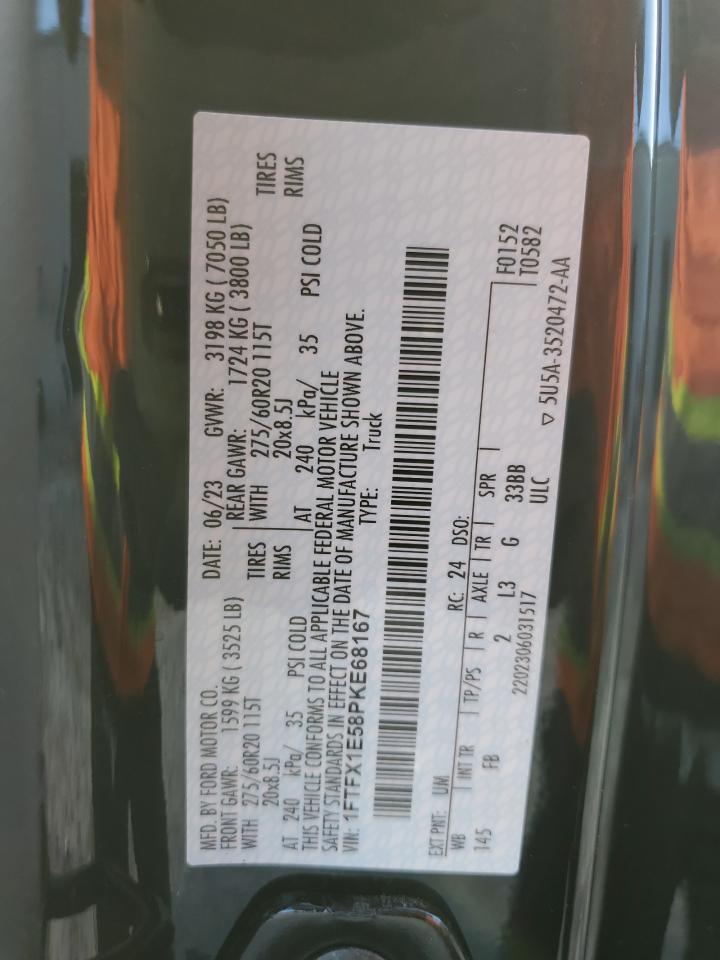 MFD. BY FORD MOTOR CO. DATE: 06/23 GVWR: 3198 KG ( 7050 LB)
FRONT GAWR: 1599 KG ( 3525 LB) REAR GAWR: 1724 KG ( 3800 LB)
WITH 275/60R20 115T TIRES WITH 275/60R20 115T TIRES
20x8.5J RIMS 20x8.5J RIMS
AT 240 kPa/ 35 PSI COLD AT 240 kPa/ 35 PSI COLD
THIS VEHICLE CONFORMS TO ALL APPLICABLE FEDERAL MOTOR VEHICLE
SAFETY STANDARDS IN EFFECT ON THE DATE OF MANUFACTURE SHOWN ABOVE.
VIN: 1FTFX1E58PKE68167 TYPE: Truck
EXT PNT: UM RC: 24 DSO:
WB INT TR TP/PS R AXLE TR SPR F0152
145 FB 2 L3 G 33BB T0582
2202306031517 ULC
▽ 5U5A-3520472-AA